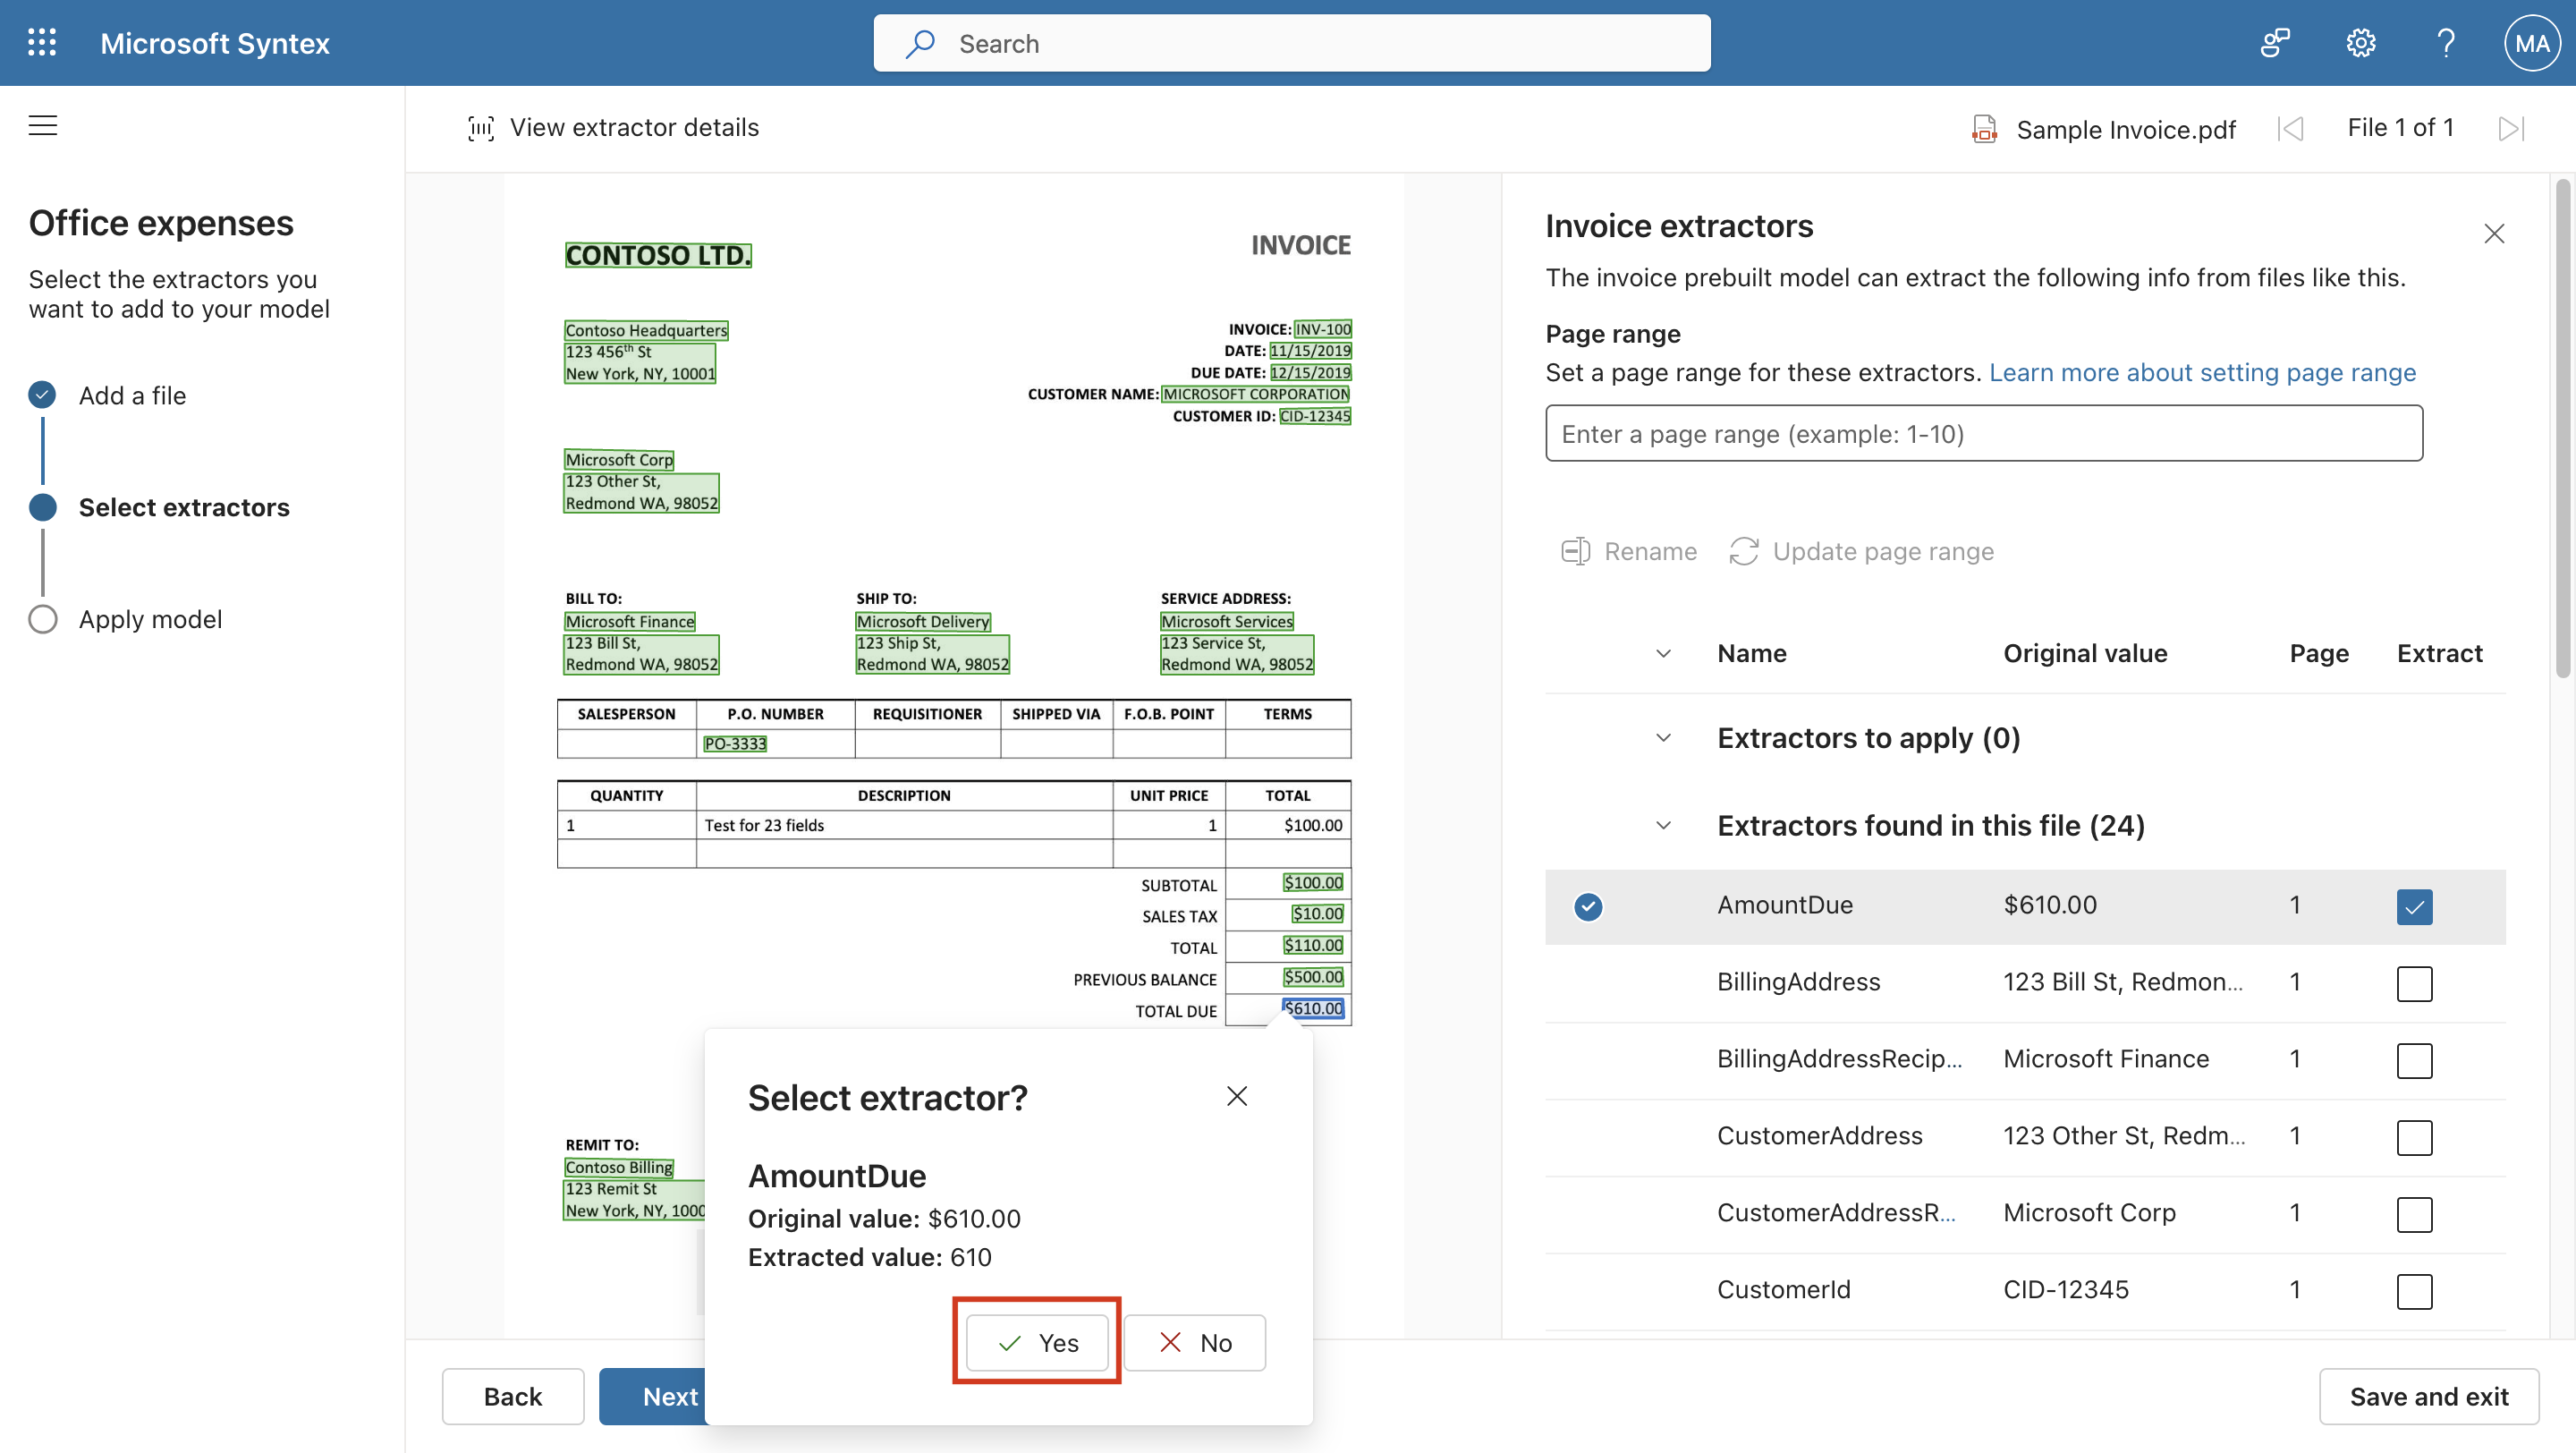 Microsoft Syntex
Search
MA
View extractor details
Sample Invoice.pdf
File 1 of 1
Office expenses
Select the extractors you
want to add to your model
Add a file
Select extractors
Apply model
CONTOSO LTD.
INVOICE
Contoso Headquarters
123 456th St
New York, NY, 10001
INVOICE: INV-100
DATE: 11/15/2019
DUE DATE: 12/15/2019
CUSTOMER NAME: MICROSOFT CORPORATION
CUSTOMER ID: CID-12345
Microsoft Corp
123 Other St,
Redmond WA, 98052
BILL TO:
Microsoft Finance
123 Bill St,
Redmond WA, 98052
SHIP TO:
Microsoft Delivery
123 Ship St,
Redmond WA, 98052
SERVICE ADDRESS:
Microsoft Services
123 Service St,
Redmond WA, 98052
SALESPERSON P.O. NUMBER REQUISITIONER SHIPPED VIA F.O.B. POINT TERMS
PO-3333
QUANTITY DESCRIPTION UNIT PRICE TOTAL
1 Test for 23 fields 1 $100.00
SUBTOTAL $100.00
SALES TAX $10.00
TOTAL $110.00
PREVIOUS BALANCE $500.00
TOTAL DUE $610.00
REMIT TO:
Contoso Billing
123 Remit St
New York, NY, 1000
Select extractor?
AmountDue
Original value: $610.00
Extracted value: 610
Yes
No
Back
Next
Invoice extractors
The invoice prebuilt model can extract the following info from files like this.
Page range
Set a page range for these extractors. Learn more about setting page range
Enter a page range (example: 1-10)
Rename
Update page range
Name Original value Page Extract
Extractors to apply (0)
Extractors found in this file (24)
AmountDue $610.00 1
BillingAddress 123 Bill St, Redmon... 1
BillingAddressRecip... Microsoft Finance 1
CustomerAddress 123 Other St, Redm... 1
CustomerAddressR... Microsoft Corp 1
CustomerId CID-12345 1
Save and exit